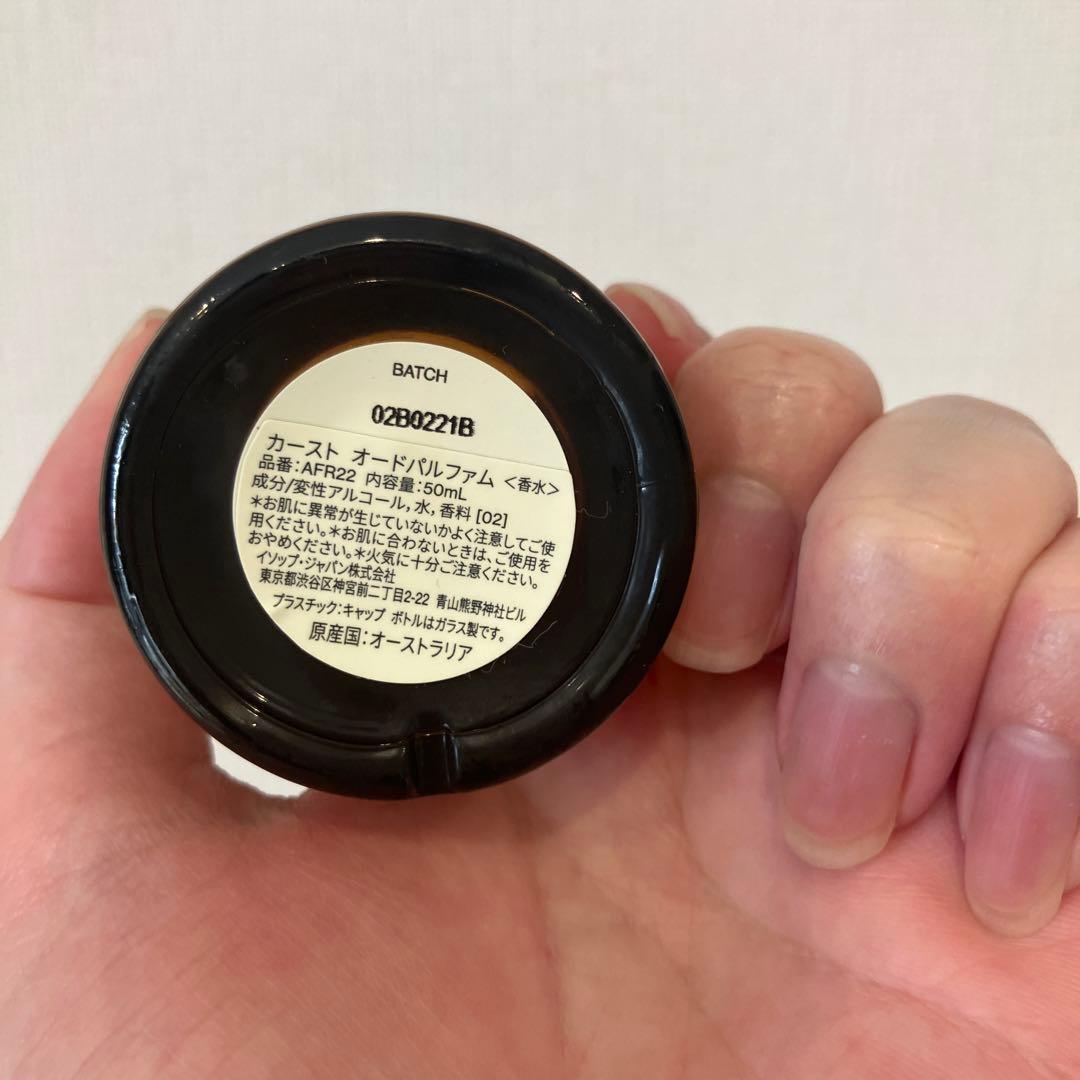 BATCH
02B0221B
カースト オードパルファム <香水>
品番:AFR22 内容量:50mL
成分/変性アルコール,水,香料 [02]
*お肌に異常が生じていないかよく注意してご使
用ください。*お肌に合わないときは、ご使用を
おやめください。*火気に十分ご注意ください。
イソップ・ジャパン株式会社
東京都渋谷区神宮前二丁目2-22 青山熊野神社ビル
プラスチック:キャップ ボトルはガラス製です。
原産国:オーストラリア